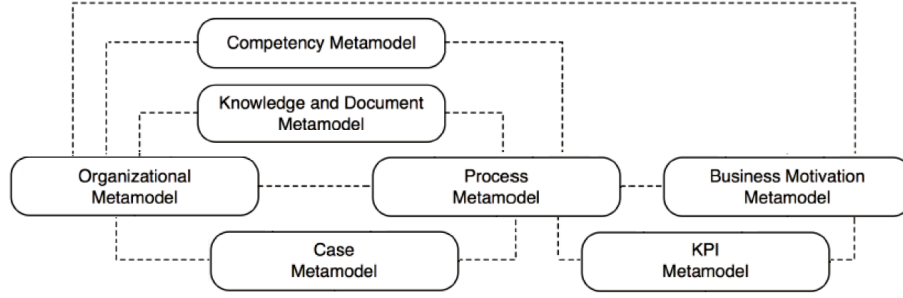 Competency Metamodel
Knowledge and Document
Metamodel
Organizational
Metamodel
Process
Metamodel
Business Motivation
Metamodel
Case
Metamodel
KPI
Metamodel